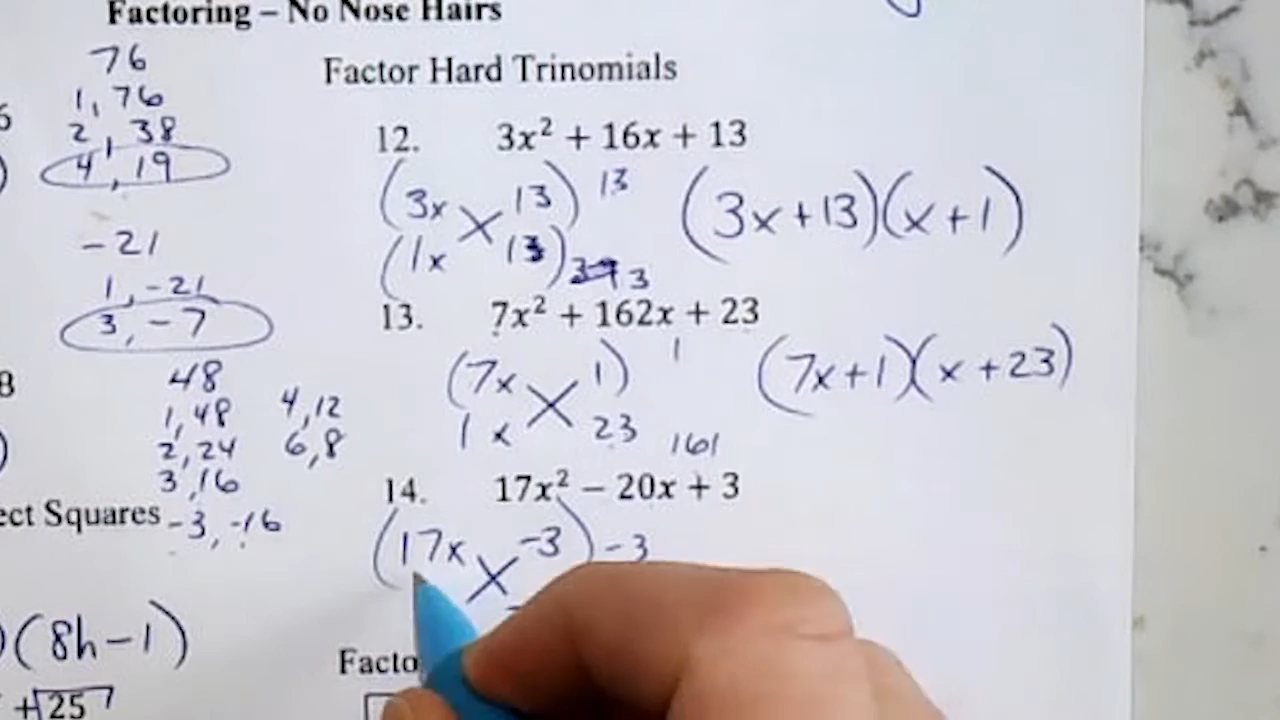 Factoring – No Nose Hairs
76
1, 76
2, 38
4, 19
-21
1, -21
3, -7
48
1, 48 4, 12
2, 24 6, 8
3, 16
-3, -16
ect Squares
)(8h-1)
+25
Factor Hard Trinomials
12. 3x² + 16x + 13
(3x 13) 13 (3x+13)(x+1)
(1x 3
13. 7x² + 162x + 23
(7x 1) 1 (7x+1)(x+23)
1x 23 161
14. 17x² – 20x + 3
(17x -3) -3
Facto